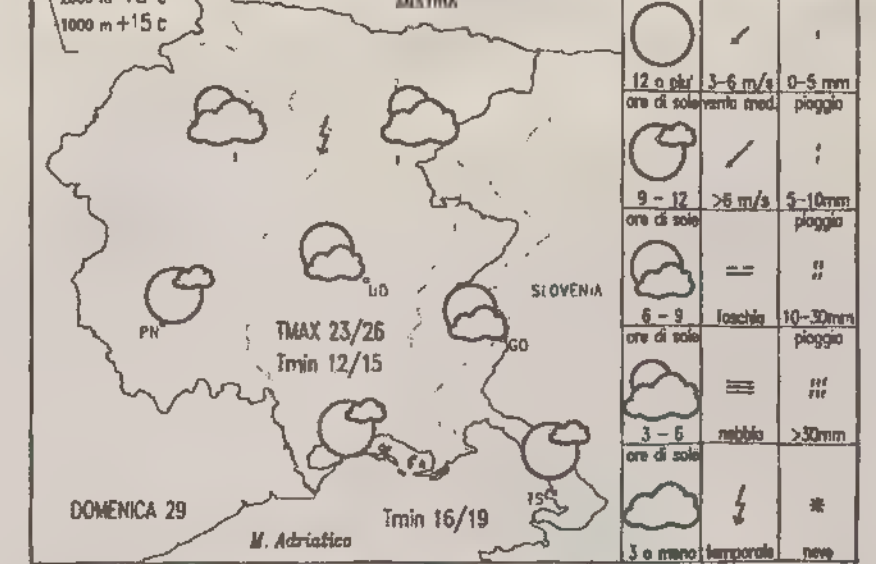 1000 m +15 c
AUSTRIA
UD
SLOVENIA
PN
TMAX 23/26
Tmin 12/15
GO
TS
DOMENICA 29
Tmin 16/19
M. Adriatico
12 o piu'
ore di sole
3-6 m/s
vento med.
0-5 mm
pioggia
9 - 12
ore di sole
>6 m/s
5-10mm
pioggia
6 - 9
ore di sole
foschia
10-30mm
pioggia
3 - 6
ore di sole
nebbia
>30mm
3 o meno
temporale
neve